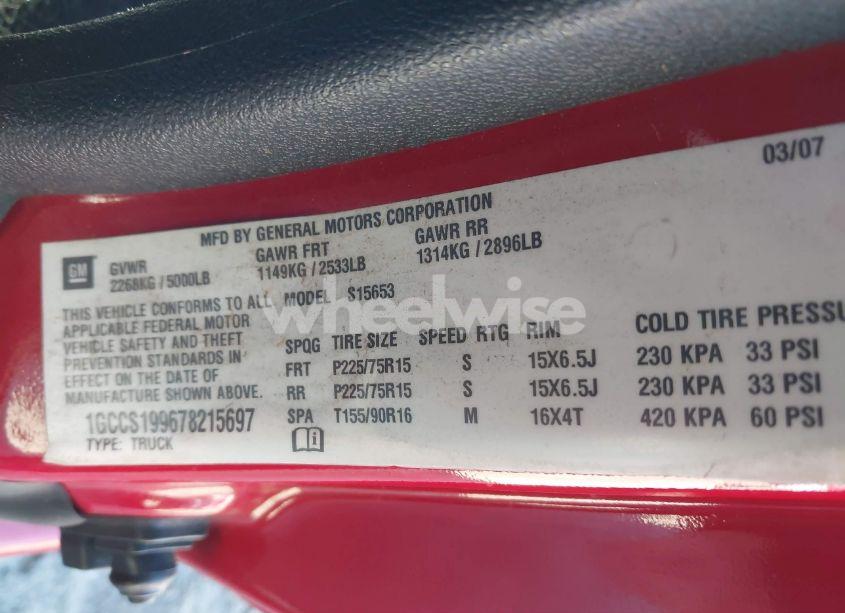 03/07
MFD BY GENERAL MOTORS CORPORATION
GM GVWR GAWR FRT GAWR RR
2268KG / 5000LB 1149KG / 2533LB 1314KG / 2896LB
THIS VEHICLE CONFORMS TO ALL
APPLICABLE FEDERAL MOTOR
VEHICLE SAFETY AND THEFT
PREVENTION STANDARDS IN
EFFECT ON THE DATE OF
MANUFACTURE SHOWN ABOVE.
1GCCS199678215697
TYPE: TRUCK
MODEL S15653
SPQG TIRE SIZE SPEED RTG RIM COLD TIRE PRESSU
FRT P225/75R15 S 15X6.5J 230 KPA 33 PSI
RR P225/75R15 S 15X6.5J 230 KPA 33 PSI
SPA T155/90R16 M 16X4T 420 KPA 60 PSI
wheelwise